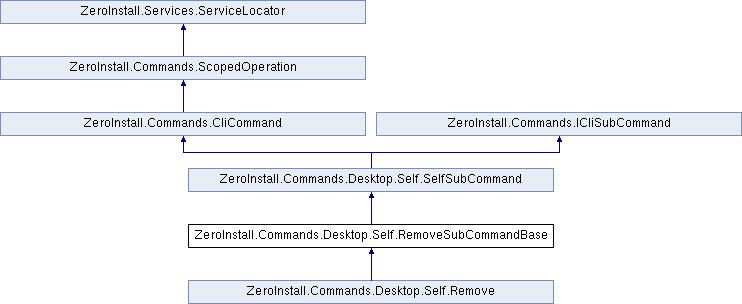 ZeroInstall.Services.ServiceLocator
ZeroInstall.Commands.ScopedOperation
ZeroInstall.Commands.CliCommand
ZeroInstall.Commands.ICliSubCommand
ZeroInstall.Commands.Desktop.Self.SelfSubCommand
ZeroInstall.Commands.Desktop.Self.RemoveSubCommandBase
ZeroInstall.Commands.Desktop.Self.Remove